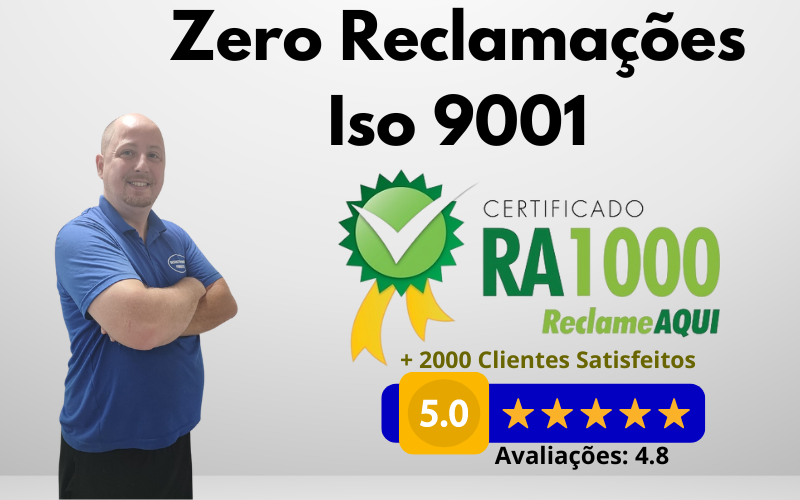 Zero Reclamações
Iso 9001
CERTIFICADO
RA1000
ReclameAQUI
+ 2000 Clientes Satisfeitos
5.0
Avaliações: 4.8